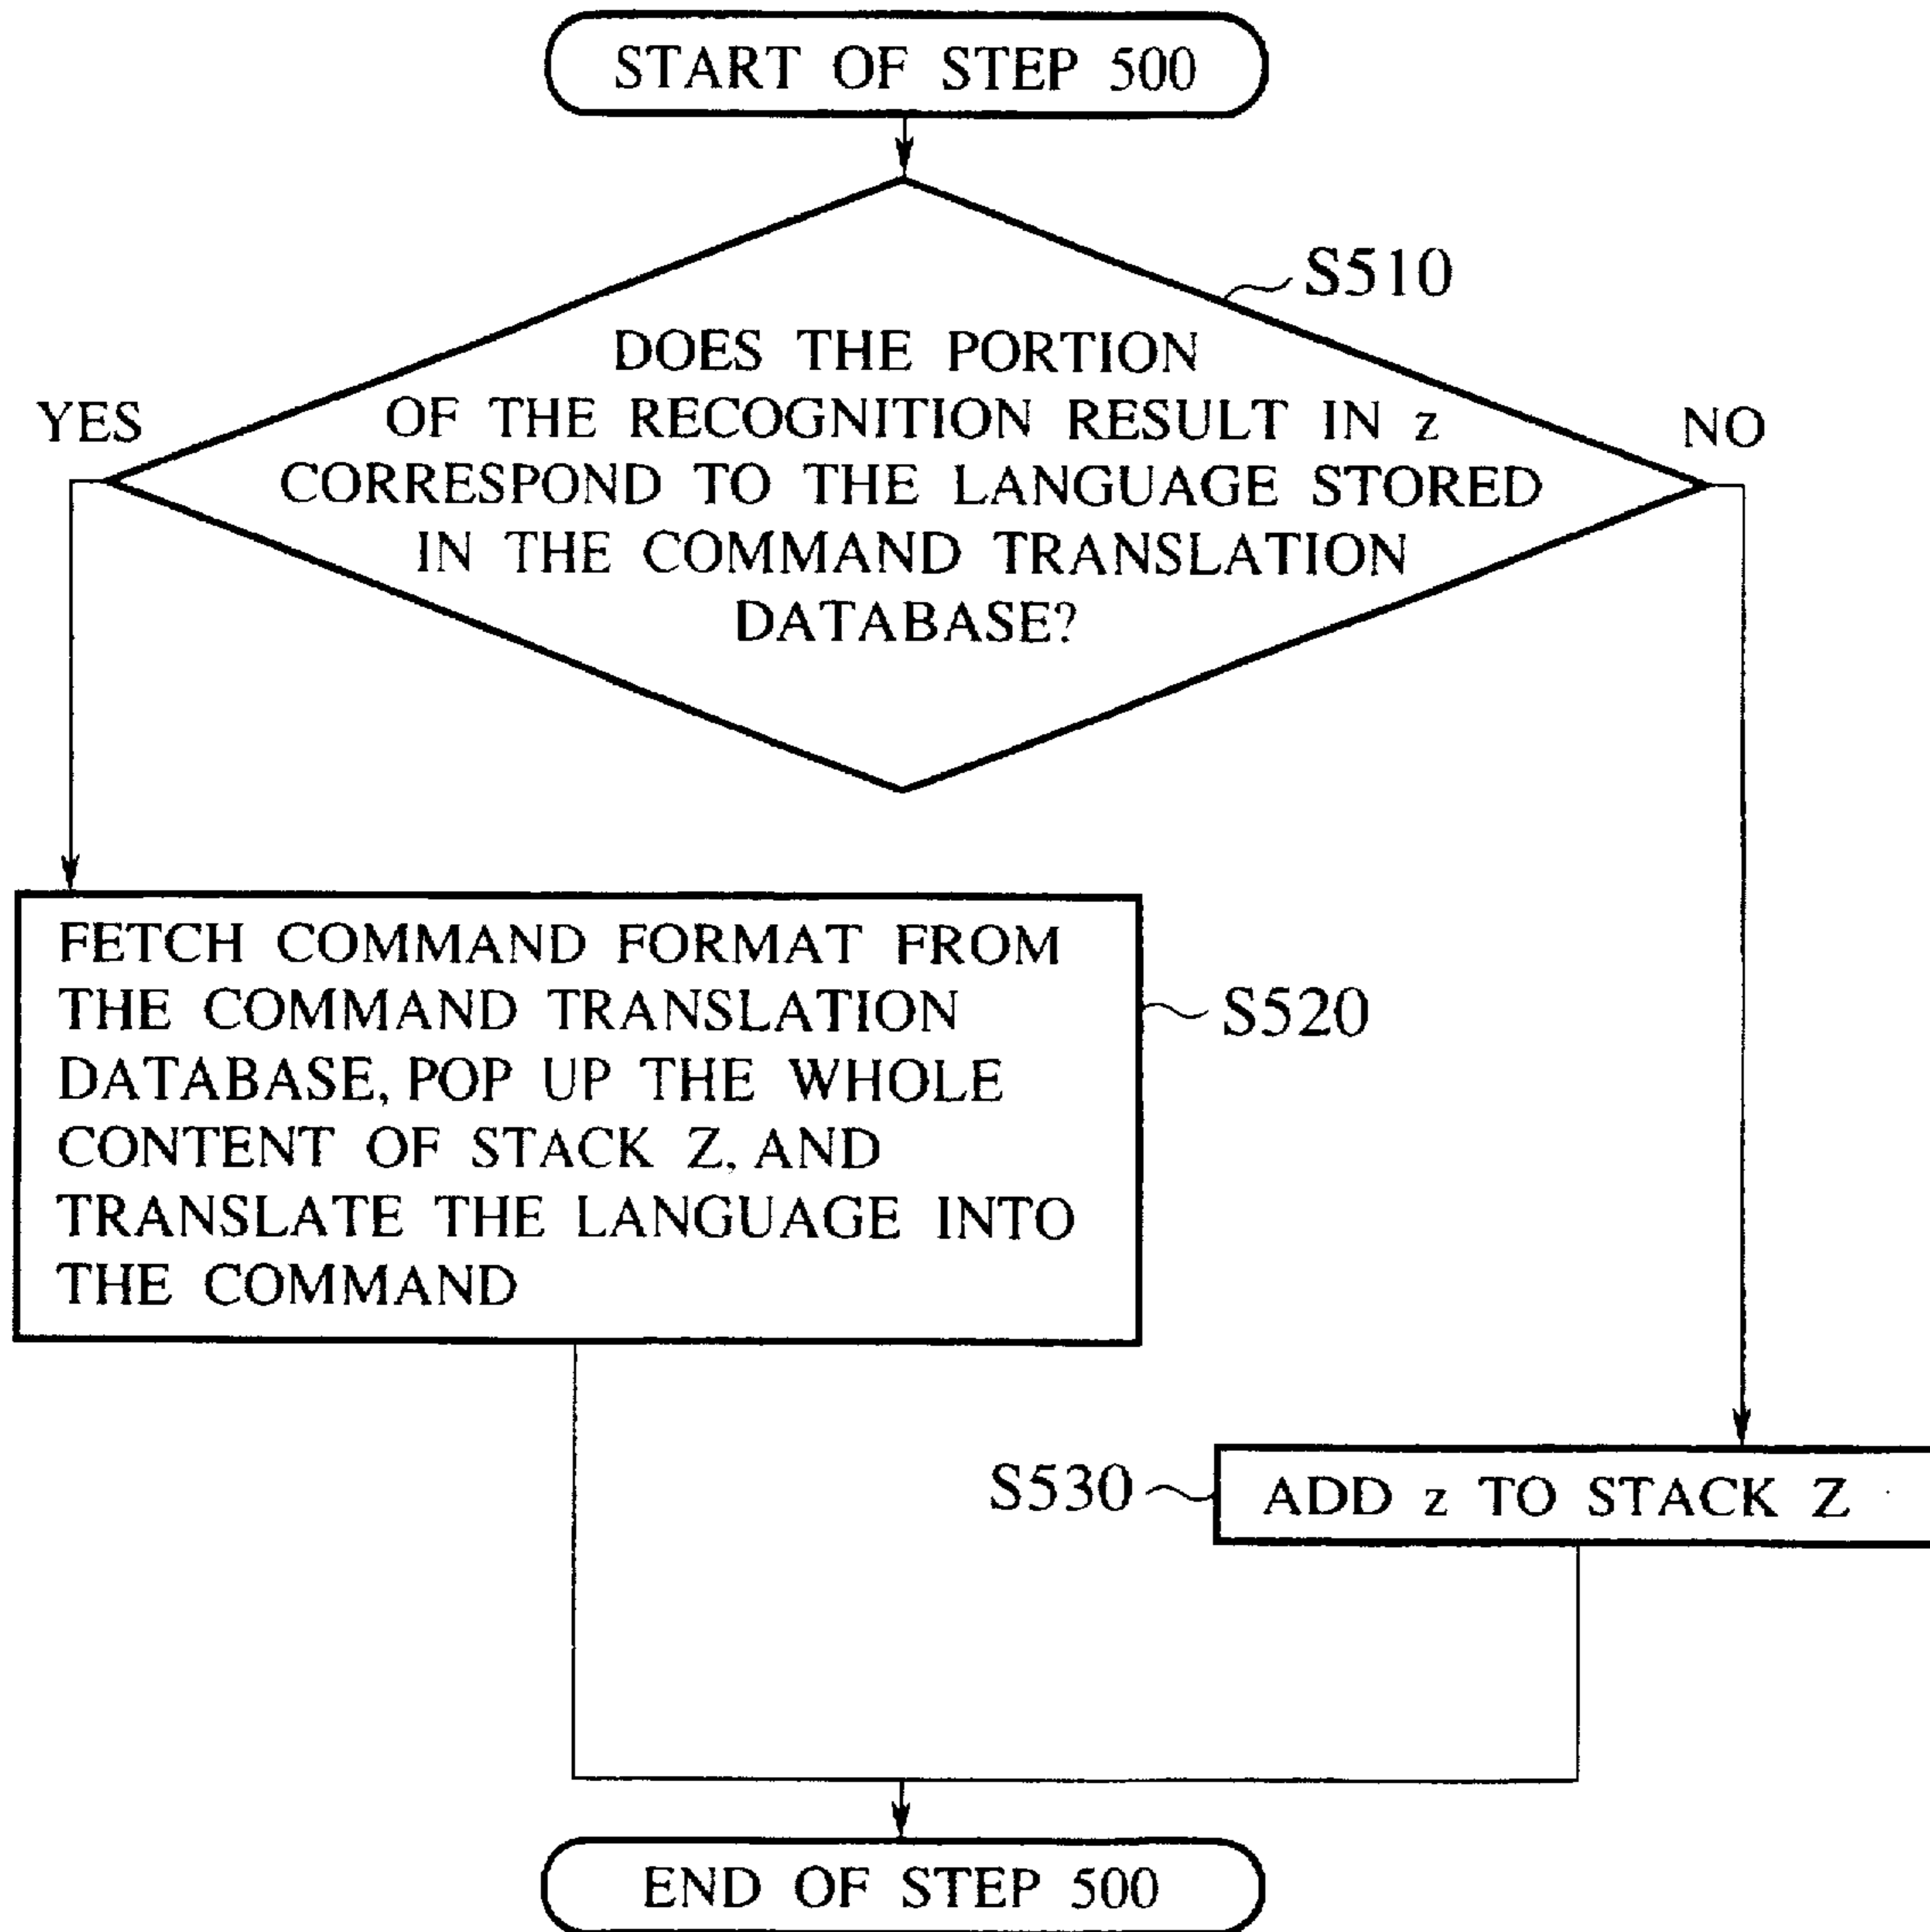 START OF STEP 500
S510
DOES THE PORTION
OF THE RECOGNITION RESULT IN z
CORRESPOND TO THE LANGUAGE STORED
IN THE COMMAND TRANSLATION
DATABASE?
YES
NO
FETCH COMMAND FORMAT FROM
THE COMMAND TRANSLATION
DATABASE, POP UP THE WHOLE
CONTENT OF STACK Z, AND
TRANSLATE THE LANGUAGE INTO
THE COMMAND
S520
S530
ADD z TO STACK Z
END OF STEP 500